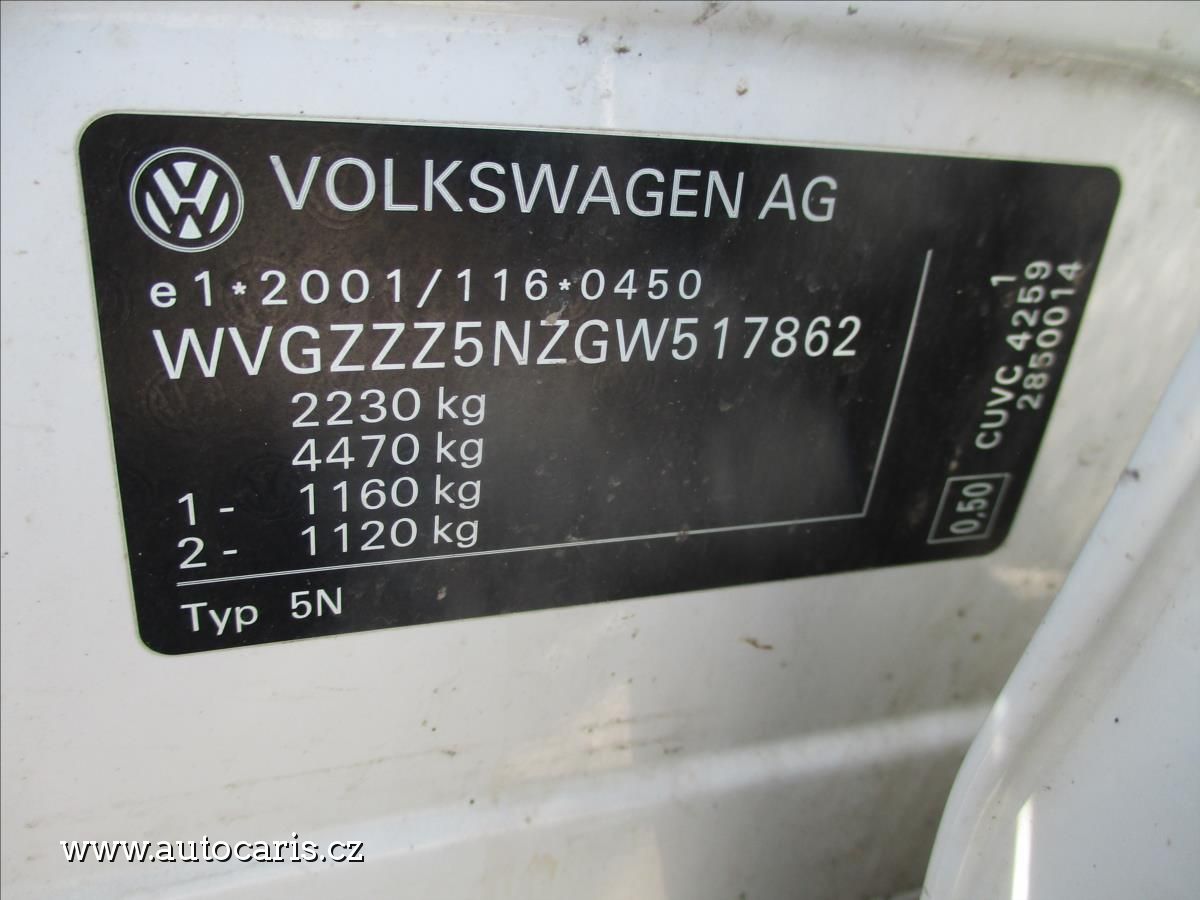 VOLKSWAGEN AG
e1*2001/116*0450
WVGZZZ5NZGW517862
2230 kg
4470 kg
1- 1160 kg
2- 1120 kg
Typ 5N
1
CUVC 4259
28500014
0,50
www.autocaris.cz